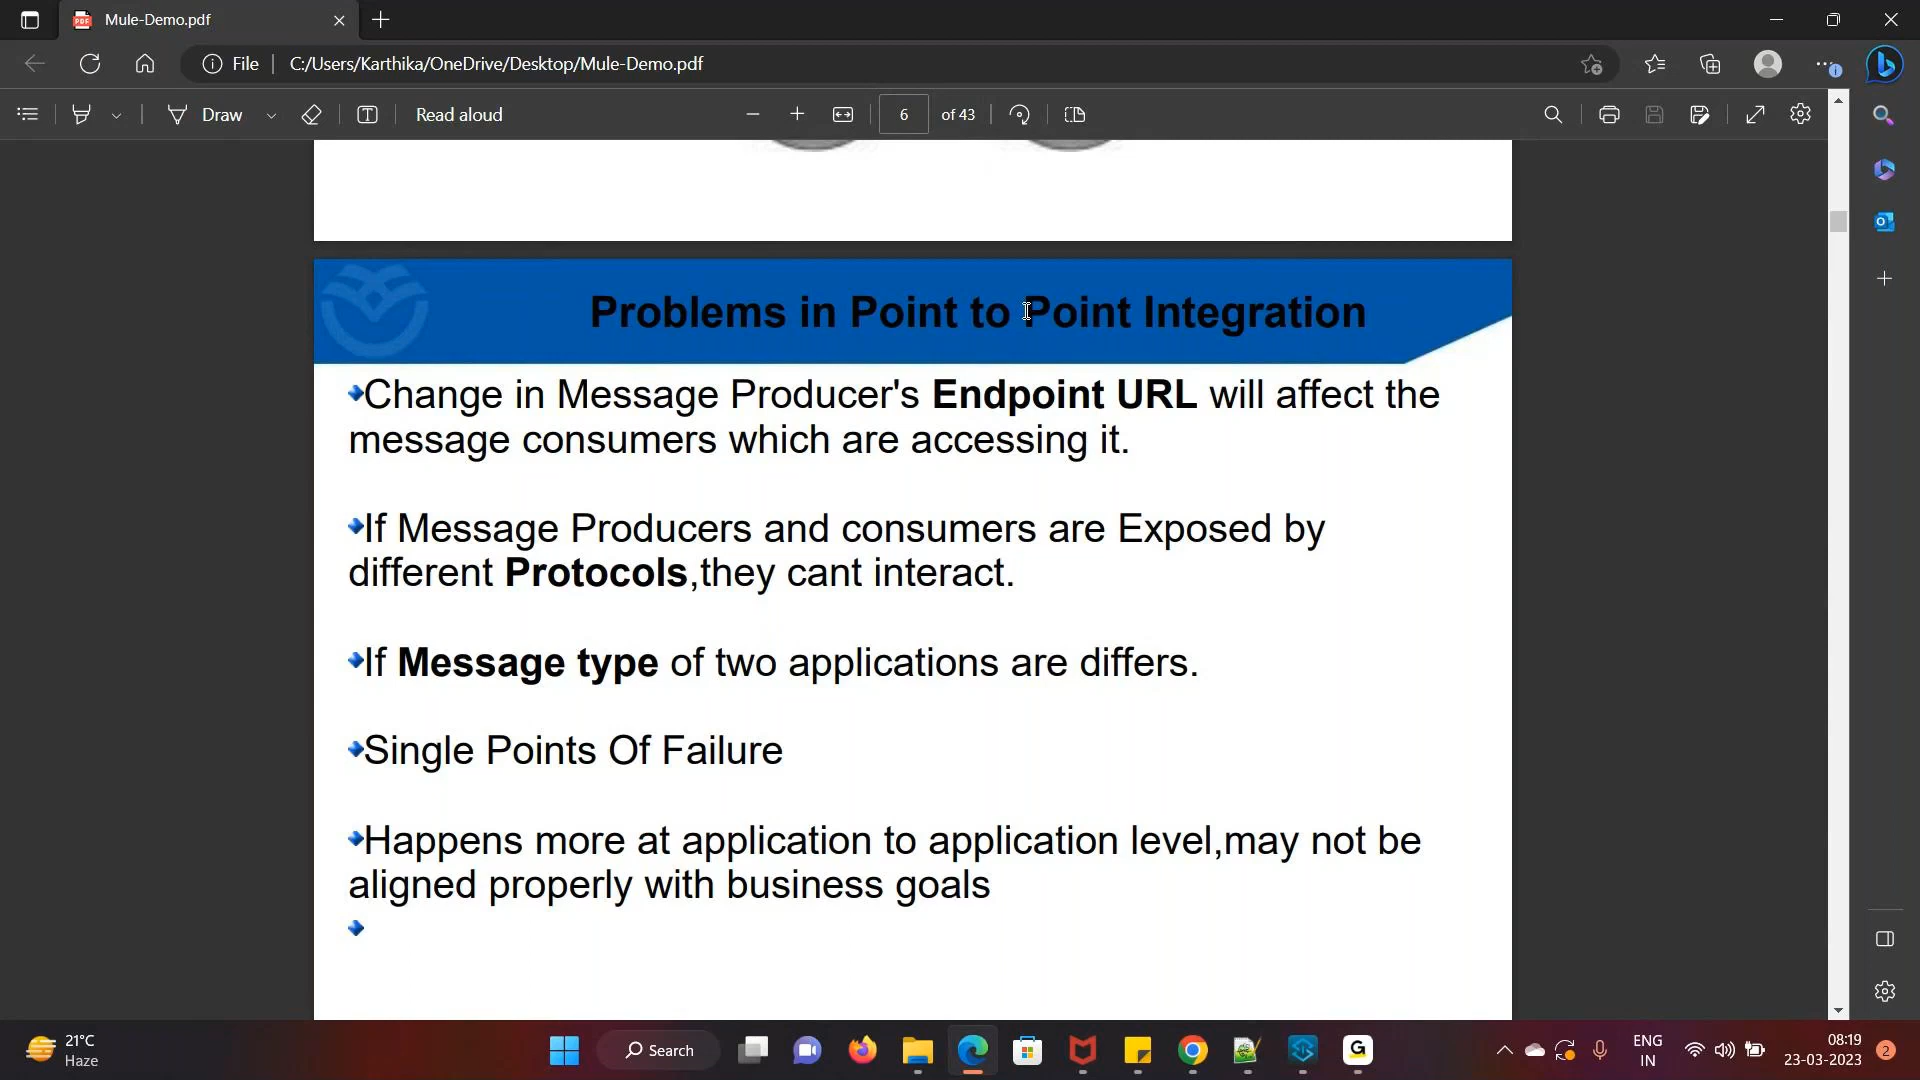 Mule-Demo.pdf
File
C:/Users/Karthika/OneDrive/Desktop/Mule-Demo.pdf
Draw
Read aloud
6 of 43
Problems in Point to Point Integration
Change in Message Producer's Endpoint URL will affect the
message consumers which are accessing it.
If Message Producers and consumers are Exposed by
different Protocols,they cant interact.
If Message type of two applications are differs.
Single Points Of Failure
Happens more at application to application level,may not be
aligned properly with business goals
21°C
Haze
Search
ENG
IN
08:19
23-03-2023
2